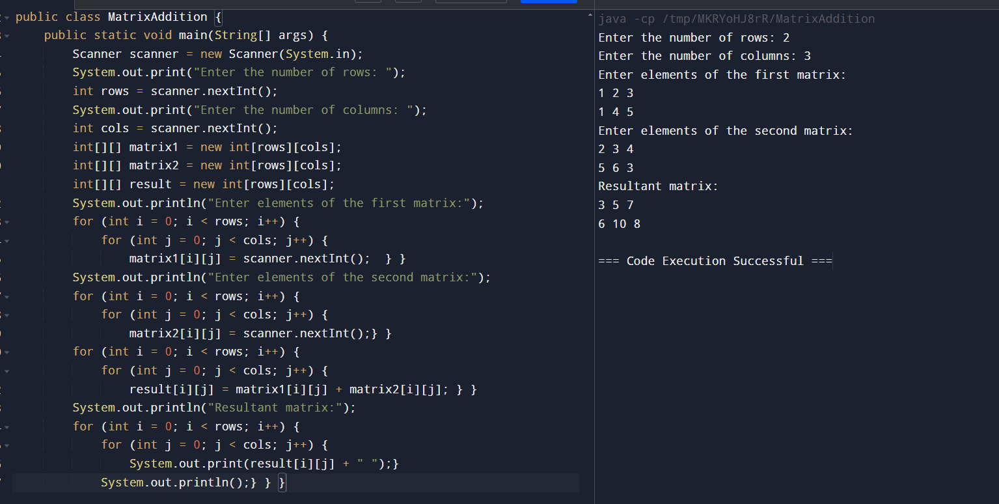 public class MatrixAddition {
public static void main(String[] args) {
Scanner scanner = new Scanner(System.in);
System.out.print("Enter the number of rows: ");
int rows = scanner.nextInt();
System.out.print("Enter the number of columns: ");
int cols = scanner.nextInt();
int[][] matrix1 = new int[rows][cols];
int[][] matrix2 = new int[rows][cols];
int[][] result = new int[rows][cols];
System.out.println("Enter elements of the first matrix:");
for (int i = 0; i < rows; i++) {
for (int j = 0; j < cols; j++) {
matrix1[i][j] = scanner.nextInt();  } }
System.out.println("Enter elements of the second matrix:");
for (int i = 0; i < rows; i++) {
for (int j = 0; j < cols; j++) {
matrix2[i][j] = scanner.nextInt();} }
for (int i = 0; i < rows; i++) {
for (int j = 0; j < cols; j++) {
result[i][j] = matrix1[i][j] + matrix2[i][j]; } }
System.out.println("Resultant matrix:");
for (int i = 0; i < rows; i++) {
for (int j = 0; j < cols; j++) {
System.out.print(result[i][j] + " ");}
System.out.println();} } }
java -cp /tmp/MKRYoHJ8rR/MatrixAddition
Enter the number of rows: 2
Enter the number of columns: 3
Enter elements of the first matrix:
1 2 3
1 4 5
Enter elements of the second matrix:
2 3 4
5 6 3
Resultant matrix:
3 5 7
6 10 8
=== Code Execution Successful ===